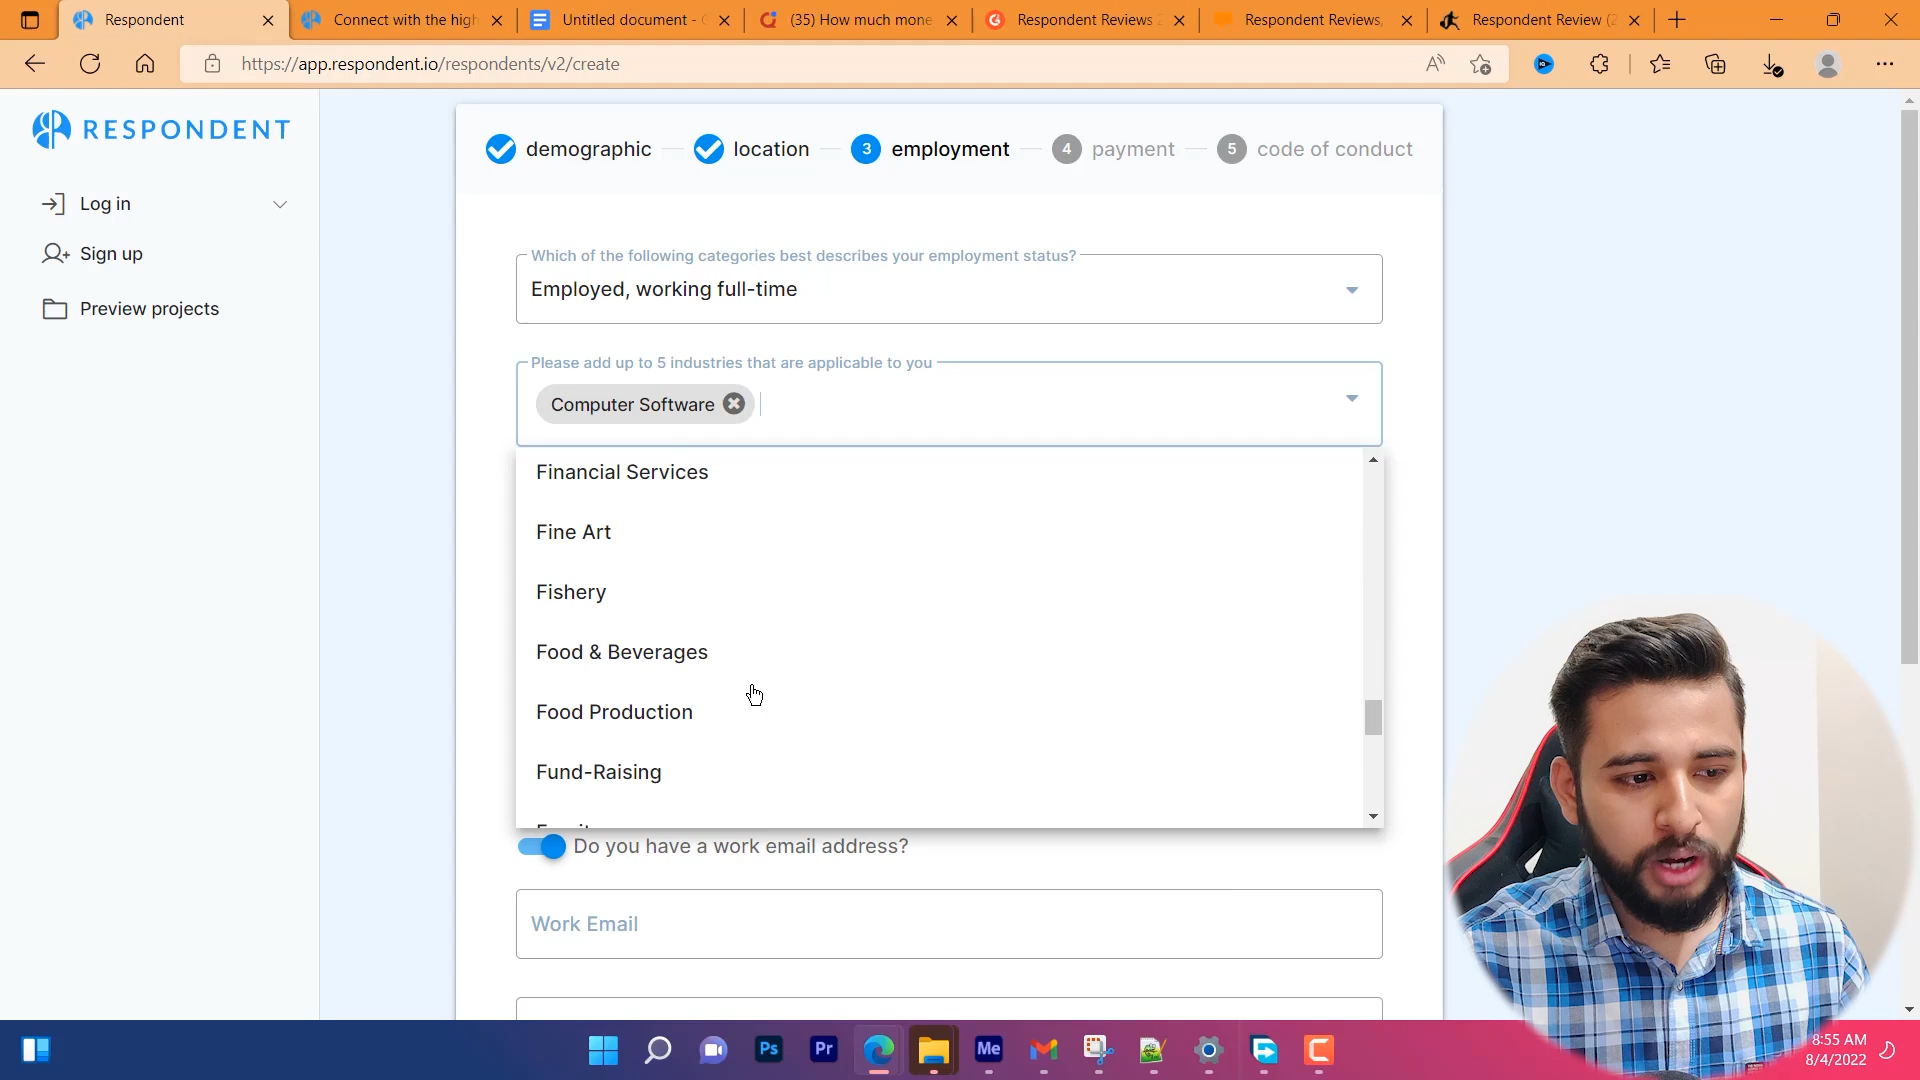 Respondent
Connect with the high
Untitled document -
(35) How much mone
Respondent Reviews 2
Respondent Reviews,
Respondent Review (2
https://app.respondent.io/respondents/v2/create
RESPONDENT
Log in
Sign up
Preview projects
demographic
location
3 employment
4 payment
5 code of conduct
Which of the following categories best describes your employment status?
Employed, working full-time
Please add up to 5 industries that are applicable to you
Computer Software
Financial Services
Fine Art
Fishery
Food & Beverages
Food Production
Fund-Raising
Do you have a work email address?
Work Email
Ps
Pr
Me
8:55 AM
8/4/2022